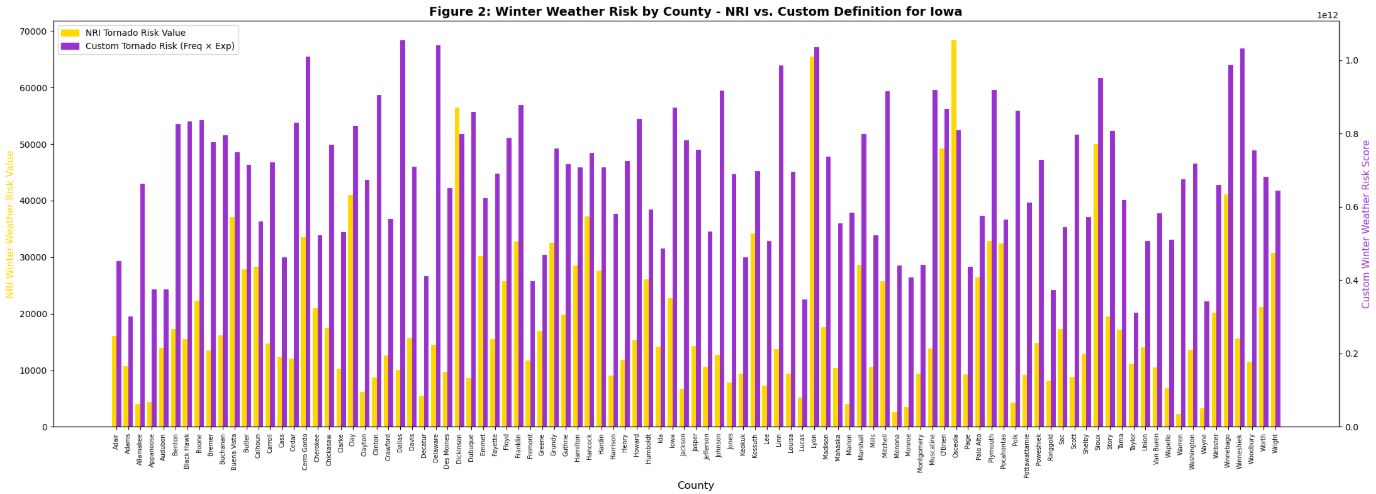 Figure 2: Winter Weather Risk by County - NRI vs. Custom Definition for Iowa
1e12
NRI Tornado Risk Value
Custom Tornado Risk (Freq × Exp)
70000
60000
50000
40000
30000
20000
10000
0
NRI Winter Weather Risk Value
1.0
0.8
0.6
0.4
0.2
0.0
Custom Winter Weather Risk Score
Adair
Adams
Allamakee
Appanoose
Audubon
Benton
Black Hawk
Boone
Bremer
Buchanan
Buena Vista
Butler
Calhoun
Carroll
Cass
Cedar
Cerro Gordo
Cherokee
Chickasaw
Clarke
Clay
Clayton
Clinton
Crawford
Dallas
Davis
Decatur
Delaware
Des Moines
Dickinson
Dubuque
Emmet
Fayette
Floyd
Franklin
Fremont
Greene
Grundy
Guthrie
Hamilton
Hancock
Hardin
Harrison
Henry
Howard
Humboldt
Ida
Iowa
Jackson
Jasper
Jefferson
Johnson
Jones
Keokuk
Kossuth
Lee
Linn
Louisa
Lucas
Lyon
Madison
Mahaska
Marion
Marshall
Mills
Mitchell
Monona
Monroe
Montgomery
Muscatine
O'Brien
Osceola
Page
Palo Alto
Plymouth
Pocahontas
Polk
Pottawattamie
Poweshiek
Ringgold
Sac
Scott
Shelby
Sioux
Story
Tama
Taylor
Union
Van Buren
Wapello
Warren
Washington
Wayne
Webster
Winnebago
Winneshiek
Woodbury
Worth
Wright
County